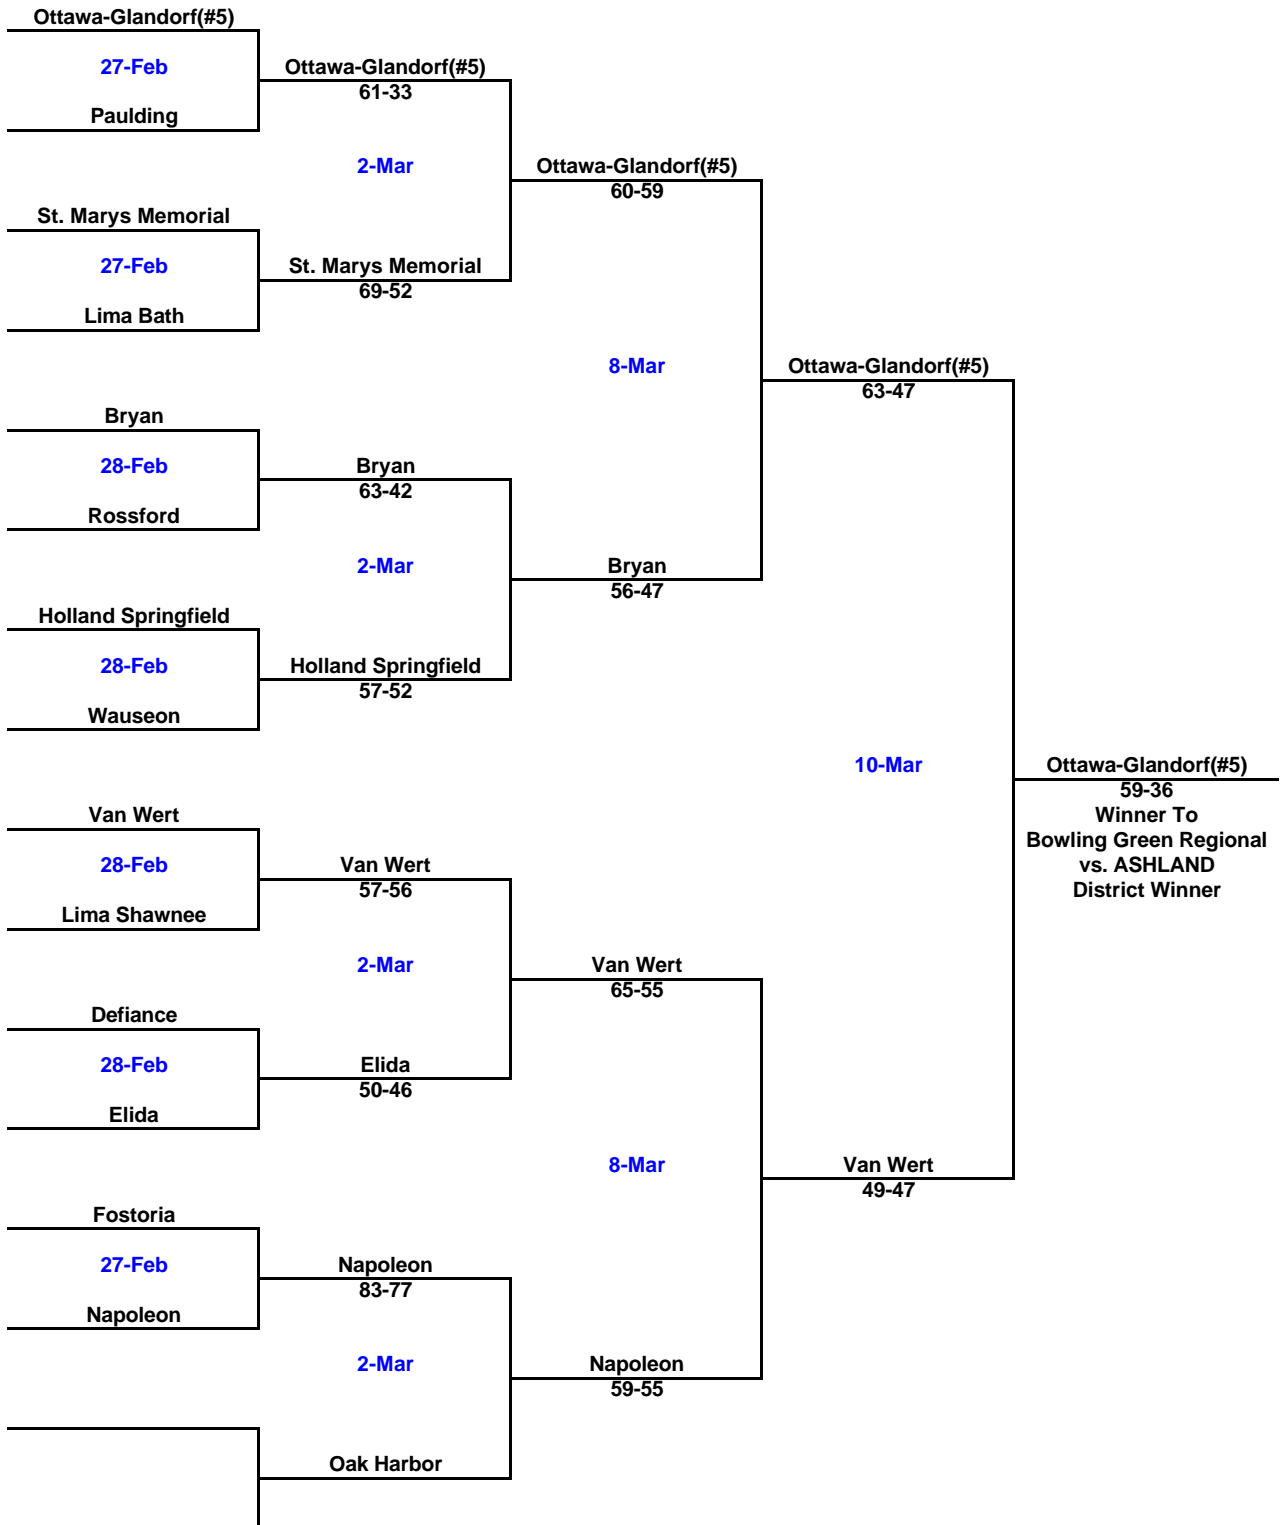 Ottawa-Glandorf(#5)
27-Feb
Paulding
Ottawa-Glandorf(#5)
61-33
2-Mar
Ottawa-Glandorf(#5)
60-59
St. Marys Memorial
27-Feb
Lima Bath
St. Marys Memorial
69-52
8-Mar
Ottawa-Glandorf(#5)
63-47
Bryan
28-Feb
Rossford
Bryan
63-42
2-Mar
Bryan
56-47
Holland Springfield
28-Feb
Wauseon
Holland Springfield
57-52
10-Mar
Ottawa-Glandorf(#5)
59-36
Winner To
Bowling Green Regional
vs. ASHLAND
District Winner
Van Wert
28-Feb
Lima Shawnee
Van Wert
57-56
2-Mar
Van Wert
65-55
Defiance
28-Feb
Elida
Elida
50-46
8-Mar
Van Wert
49-47
Fostoria
27-Feb
Napoleon
Napoleon
83-77
2-Mar
Napoleon
59-55
Oak Harbor